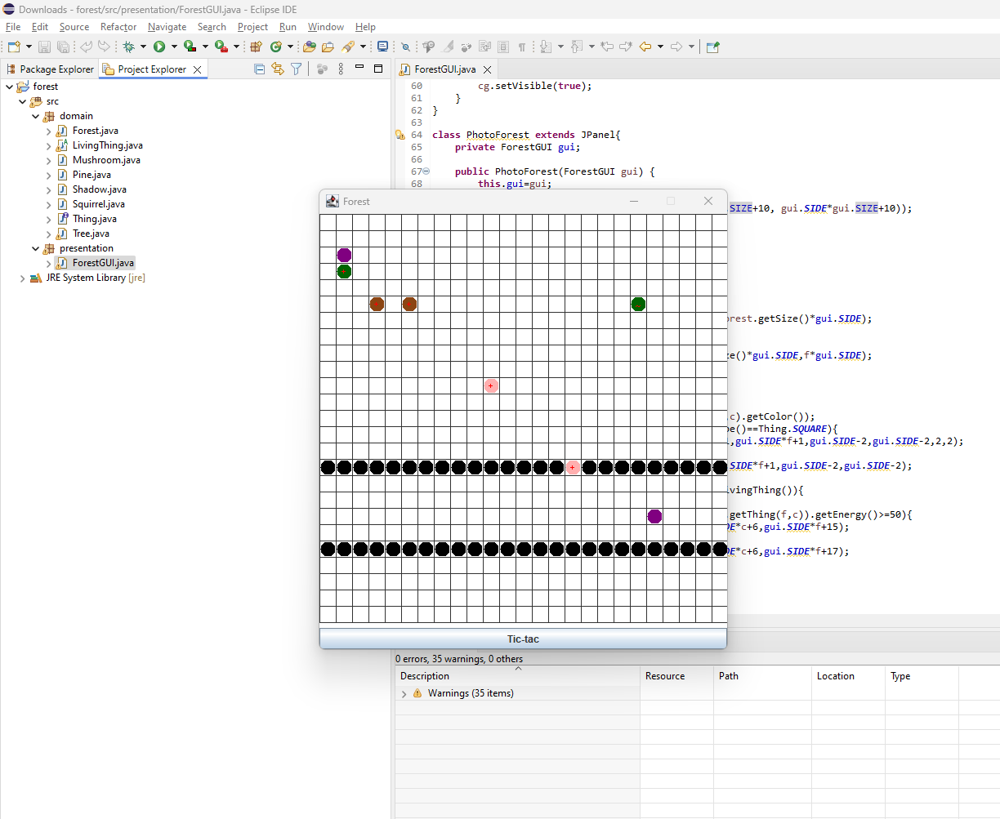 Downloads - forest/src/presentation/ForestGUI.java - Eclipse IDE
File Edit Source Refactor Navigate Search Project Run Window Help
Package Explorer Project Explorer
forest
src
domain
Forest.java
LivingThing.java
Mushroom.java
Pine.java
Shadow.java
Squirrel.java
Thing.java
Tree.java
presentation
ForestGUI.java
JRE System Library [jre]
ForestGUI.java
60 cg.setVisible(true);
61 }
62 }
63
64 class PhotoForest extends JPanel{
65 private ForestGUI gui;
66
67 public PhotoForest(ForestGUI gui) {
68 this.gui=gui;
SIZE+10, gui.SIDE*gui.SIZE+10));
rest.getSize()*gui.SIDE);
e()*gui.SIDE,f*gui.SIDE);
c).getColor());
e()==Thing.SQUARE){
,gui.SIDE*f+1,gui.SIDE-2,gui.SIDE-2,2,2);
SIDE*f+1,gui.SIDE-2,gui.SIDE-2);
vingThing()){
getThing(f,c)).getEnergy()>=50){
DE*c+6,gui.SIDE*f+15);
DE*c+6,gui.SIDE*f+17);
Forest
Tic-tac
0 errors, 35 warnings, 0 others
Description Resource Path Location Type
Warnings (35 items)